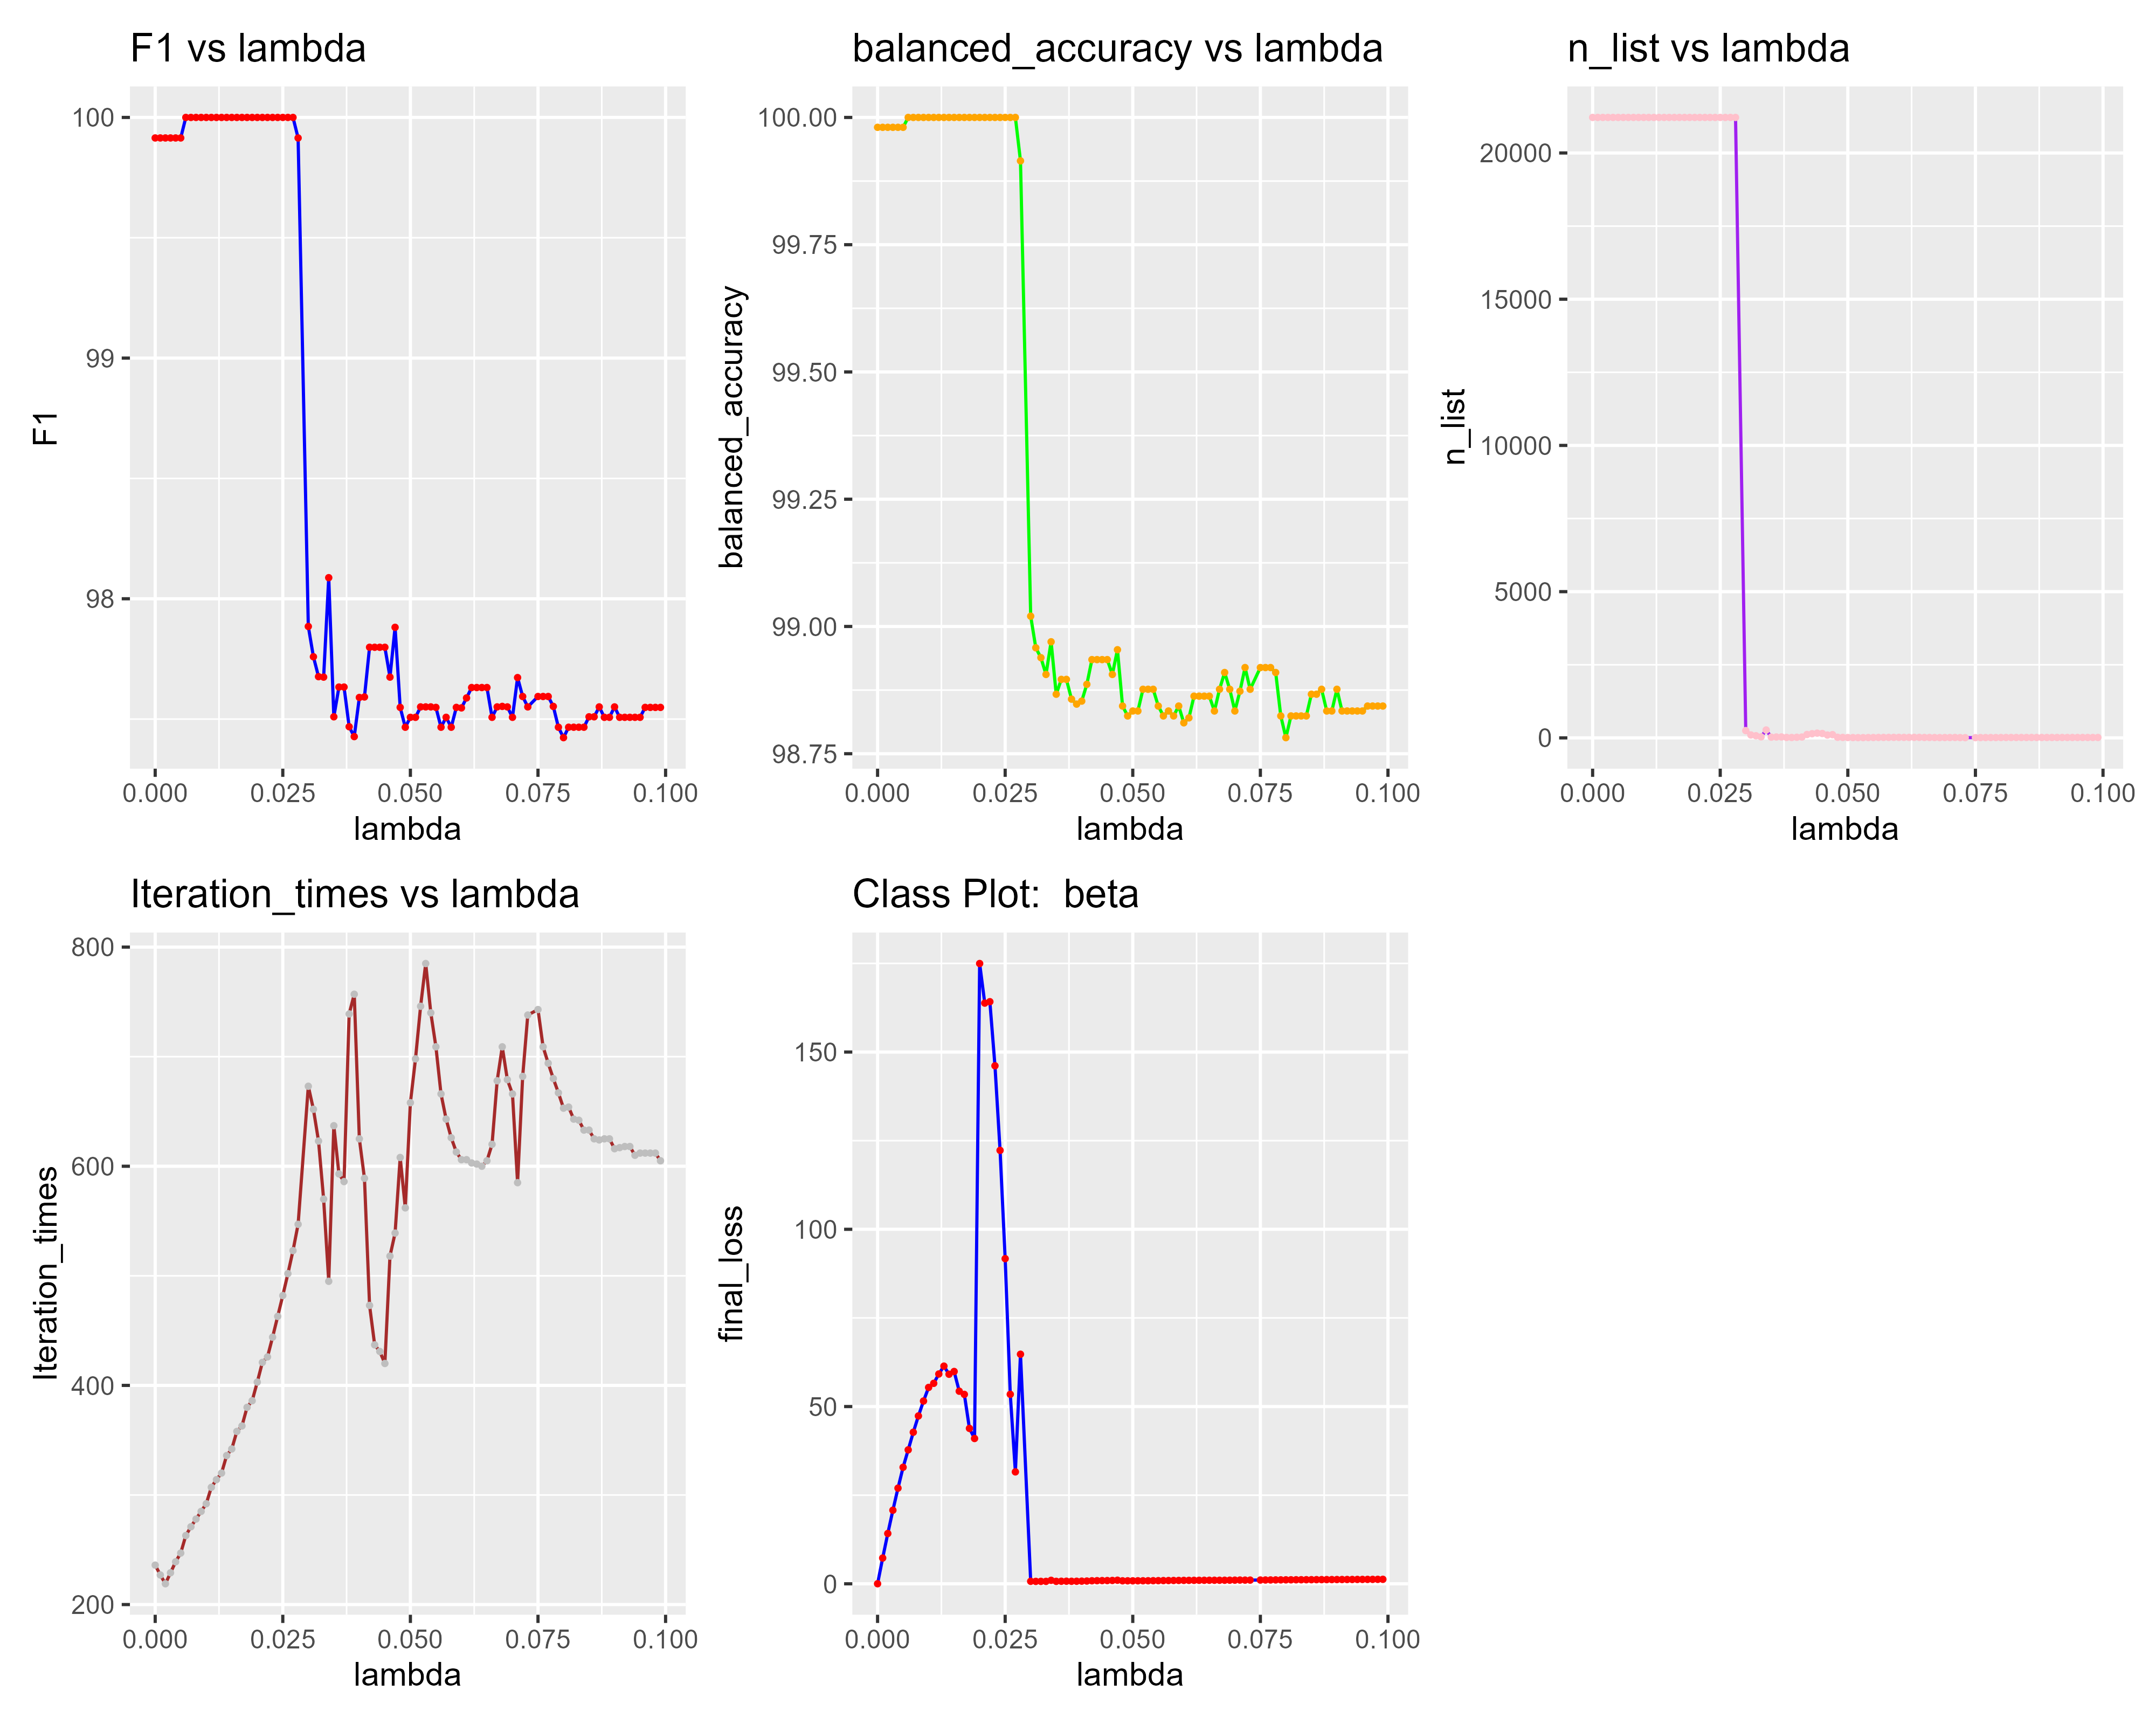 F1 vs lambda
100
99
98
F1
0.000 0.025 0.050 0.075 0.100
lambda
balanced_accuracy vs lambda
100.00
99.75
99.50
99.25
99.00
98.75
balanced_accuracy
0.000 0.025 0.050 0.075 0.100
lambda
n_list vs lambda
20000
15000
10000
5000
0
n_list
0.000 0.025 0.050 0.075 0.100
lambda
Iteration_times vs lambda
800
600
400
200
Iteration_times
0.000 0.025 0.050 0.075 0.100
lambda
Class Plot:  beta
150
100
50
0
final_loss
0.000 0.025 0.050 0.075 0.100
lambda